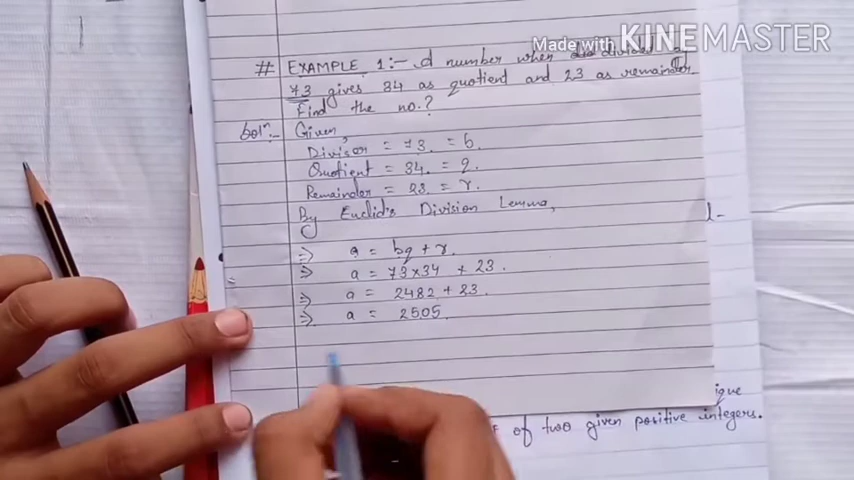 Made with KINEMASTER
# EXAMPLE 1:- A number when divided
73 gives 34 as quotient and 23 as remainder.
Find the no.?
Soln:- Given,
Divisor = 73. = b.
Quotient = 34. = q.
Remainder = 23. = r.
By Euclid's Division Lemma,
⇒ a = bq + r.
⇒ a = 73×34 + 23.
⇒ a = 2482 + 23.
⇒ a = 2505.
ique
of two given positive integers.